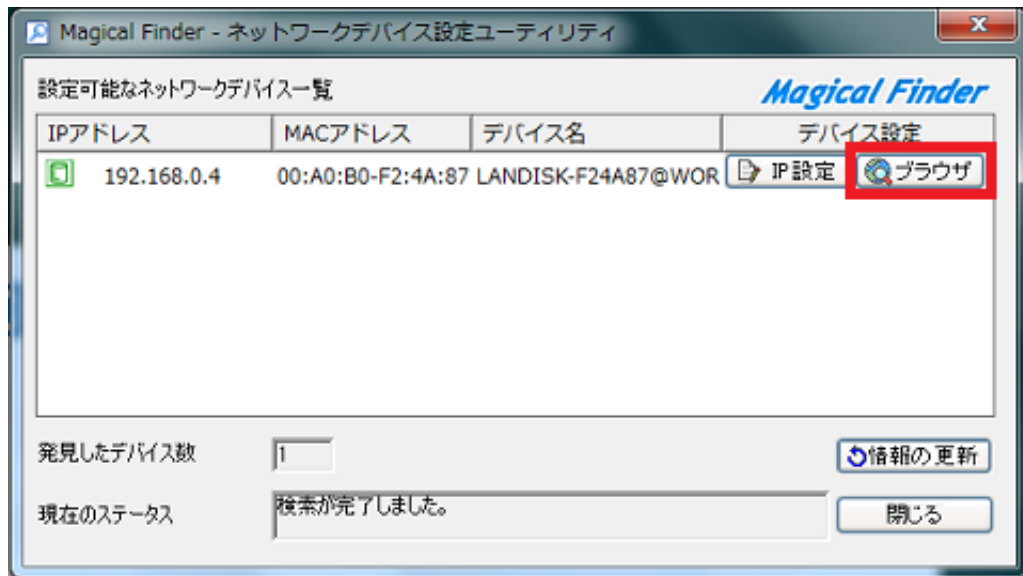 Magical Finder - ネットワークデバイス設定ユーティリティ
設定可能なネットワークデバイス一覧
Magical Finder
IPアドレス MACアドレス デバイス名 デバイス設定
192.168.0.4 00:A0:B0-F2:4A:87 LANDISK-F24A87@WOR IP設定 ブラウザ
発見したデバイス数 1 情報の更新
現在のステータス 検索が完了しました。 閉じる